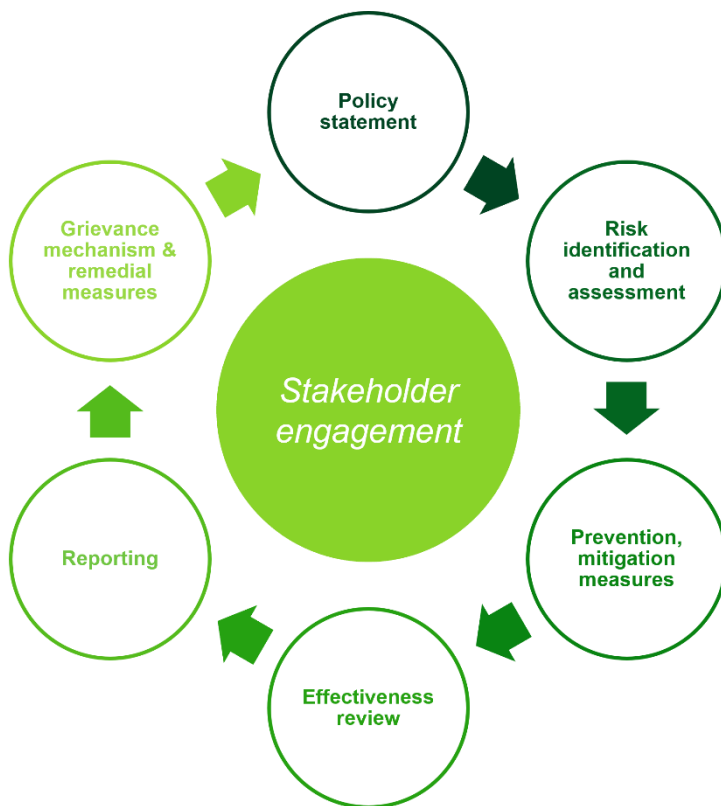 Policy
statement
Risk
identification
and
assessment
Prevention,
mitigation
measures
Effectiveness
review
Reporting
Grievance
mechanism &
remedial
measures
Stakeholder
engagement